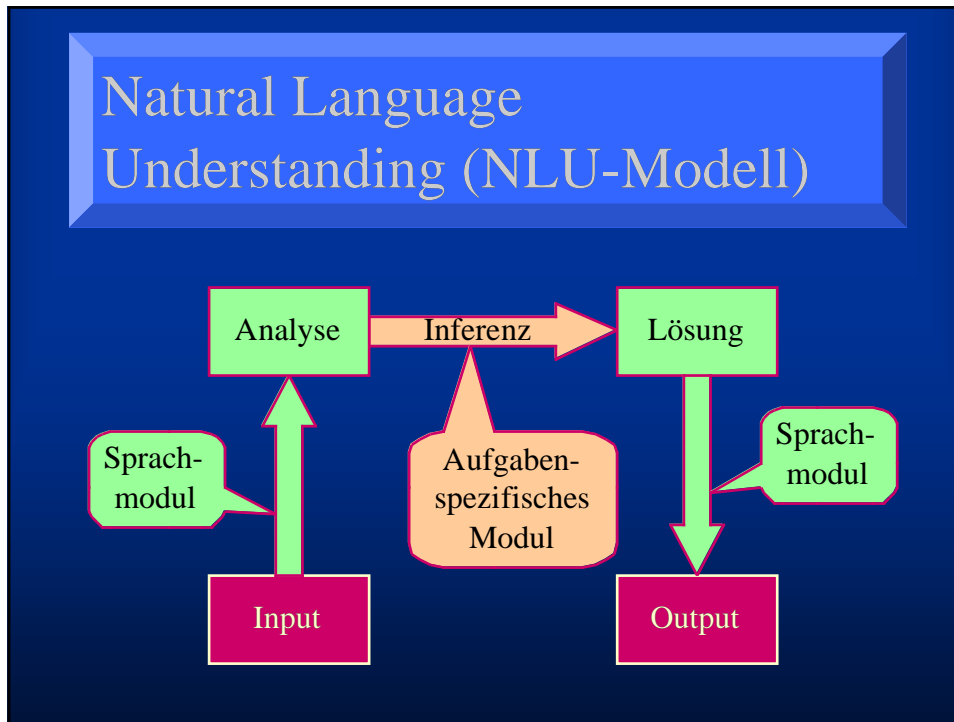 Natural Language
Understanding (NLU-Modell)
Analyse
Inferenz
Lösung
Sprach-
modul
Aufgaben-
spezifisches
Modul
Sprach-
modul
Input
Output